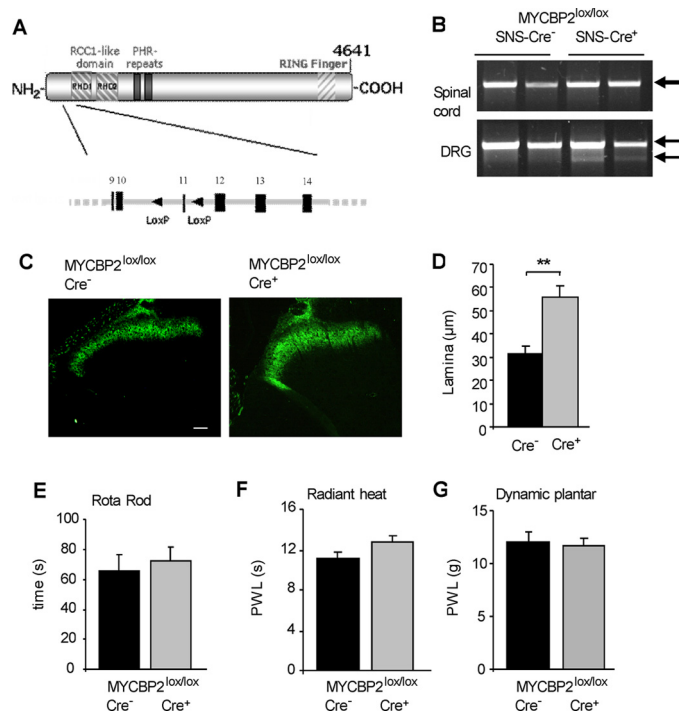 A
RCC1-like
domain
PHR-
repeats
4641
RING Finger
NH2-
RHD1
RHD2
-COOH
9 10 11 12 13 14
LoxP LoxP
B
MYCBP2lox/lox
SNS-Cre- SNS-Cre+
Spinal
cord
DRG
C
MYCBP2lox/lox
Cre-
MYCBP2lox/lox
Cre+
D
**
Lamina (µm)
70
60
50
40
30
20
10
0
Cre- Cre+
E
Rota Rod
time (s)
100
80
60
40
20
0
MYCBP2lox/lox
Cre- Cre+
F
Radiant heat
PWL (s)
16
12
8
4
0
MYCBP2lox/lox
Cre- Cre+
G
Dynamic plantar
PWL (g)
15
10
5
0
MYCBP2lox/lox
Cre- Cre+